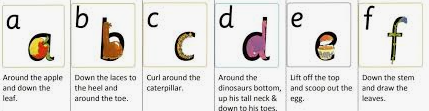 a b c d e f
Around the apple
and down the
leaf.
Down the laces to
the heel and
around the toe.
Curl around the
caterpillar.
Around the
dinosaurs bottom,
up his tall neck &
down to his toes.
Lift off the top
and scoop out the
egg.
Down the stem
and draw the
leaves.